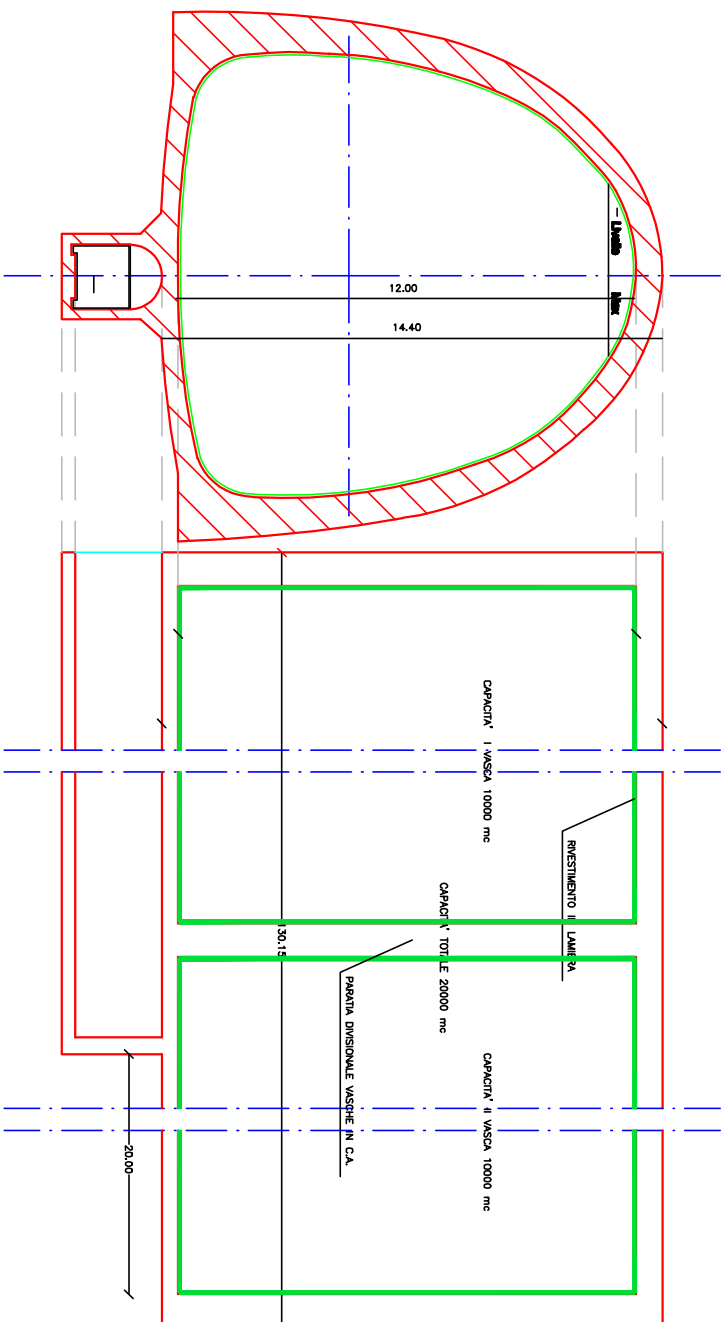 Livello Max
12.00
14.40
CAPACITA' I VASCA 10000 mc
RIVESTIMENTO IN LAMIERA
CAPACITA' TOTALE 20000 mc
130.15
PARATIA DIVISIONALE VASCHE IN C.A.
CAPACITA' II VASCA 10000 mc
20.00